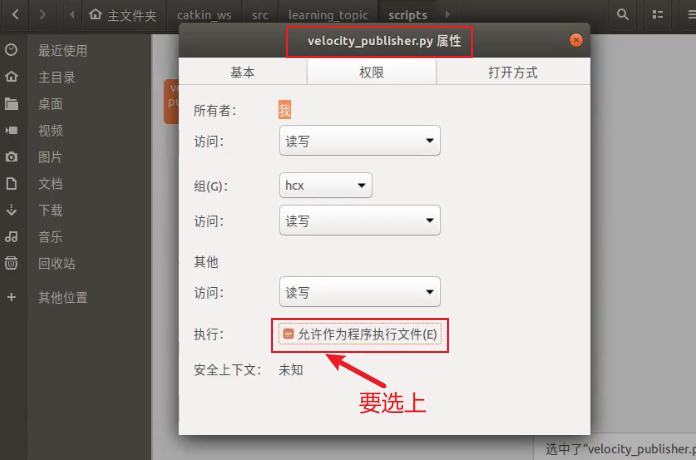 主文件夹 catkin_ws src learning_topic scripts
velocity_publisher.py 属性
最近使用
主目录
桌面
视频
图片
文档
下载
音乐
回收站
其他位置
基本 权限 打开方式
所有者: 我
访问: 读写
组(G): hcx
访问: 读写
其他
访问: 读写
执行: 允许作为程序执行文件(E)
安全上下文: 未知
要选上
选中了“velocity_publisher.p